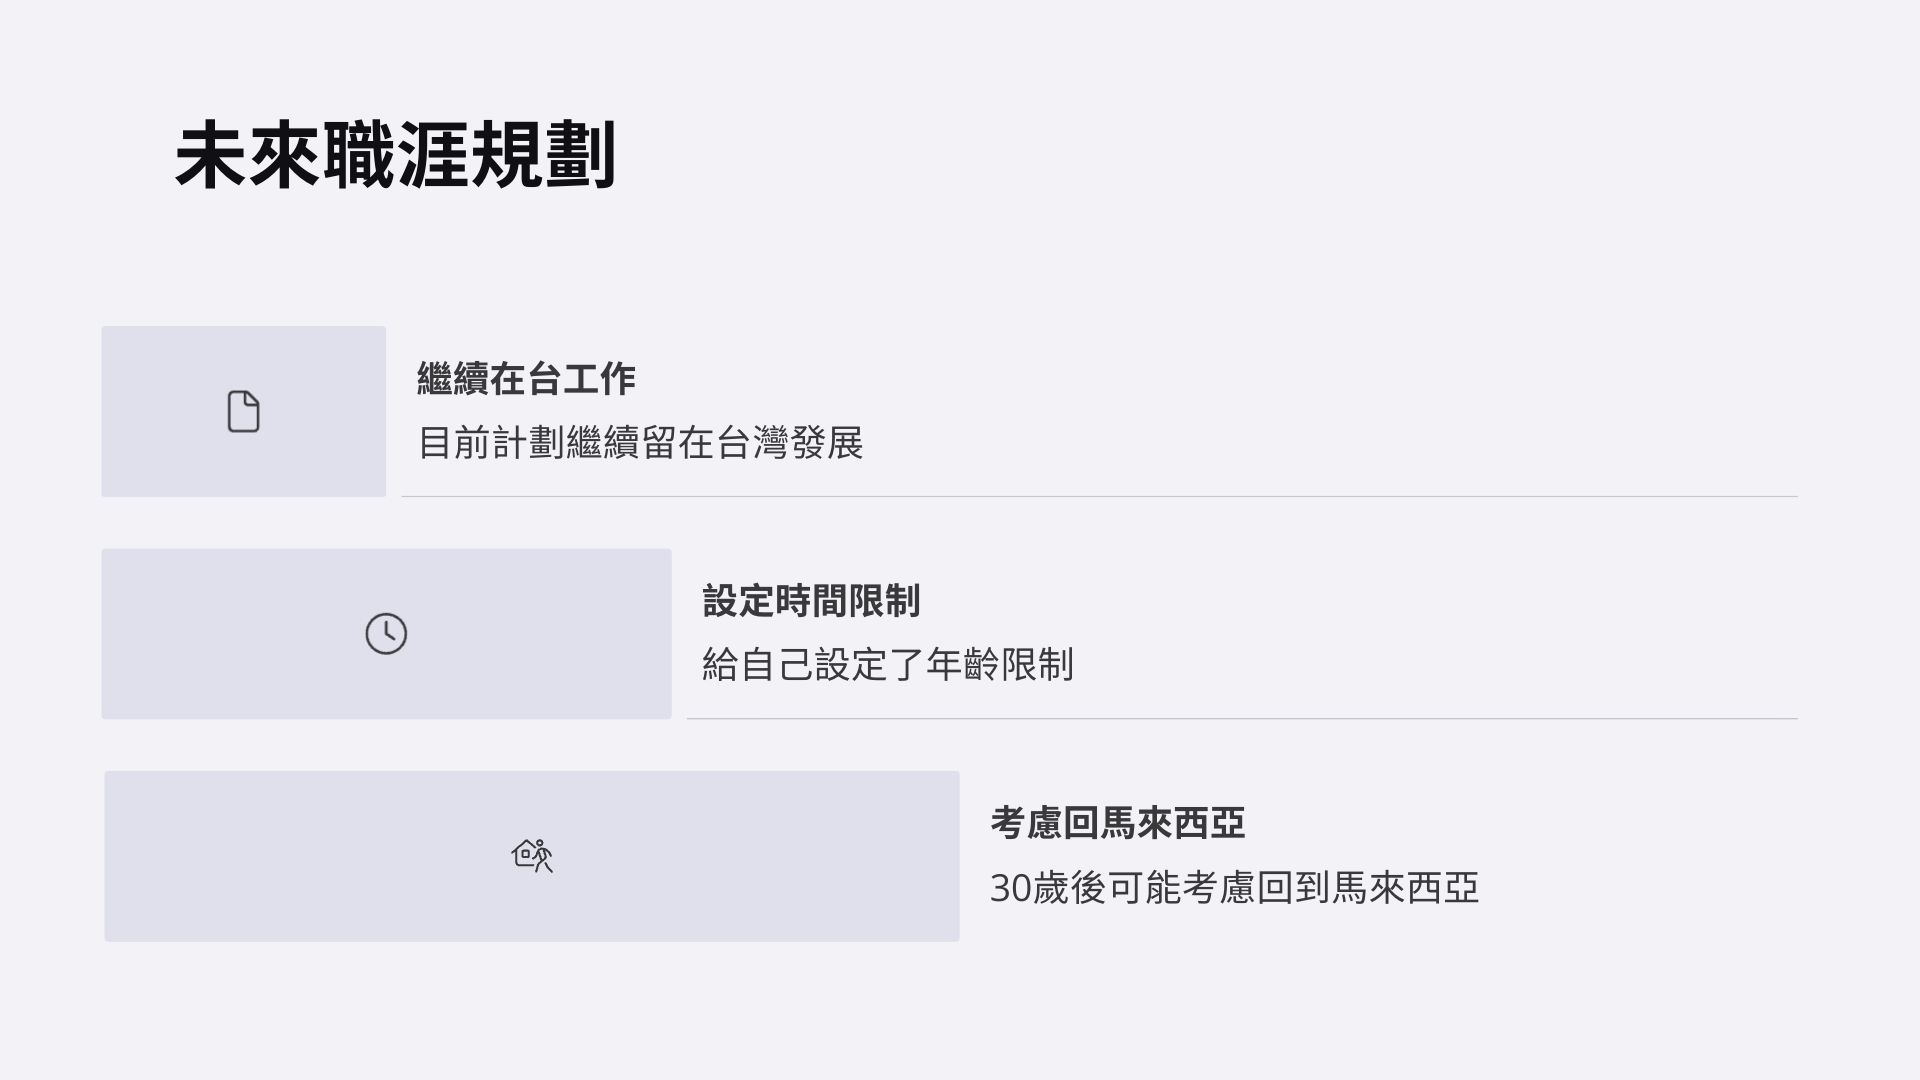 未來職涯規劃
繼續在台工作
目前計劃繼續留在台灣發展
設定時間限制
給自己設定了年齡限制
考慮回馬來西亞
30歲後可能考慮回到馬來西亞